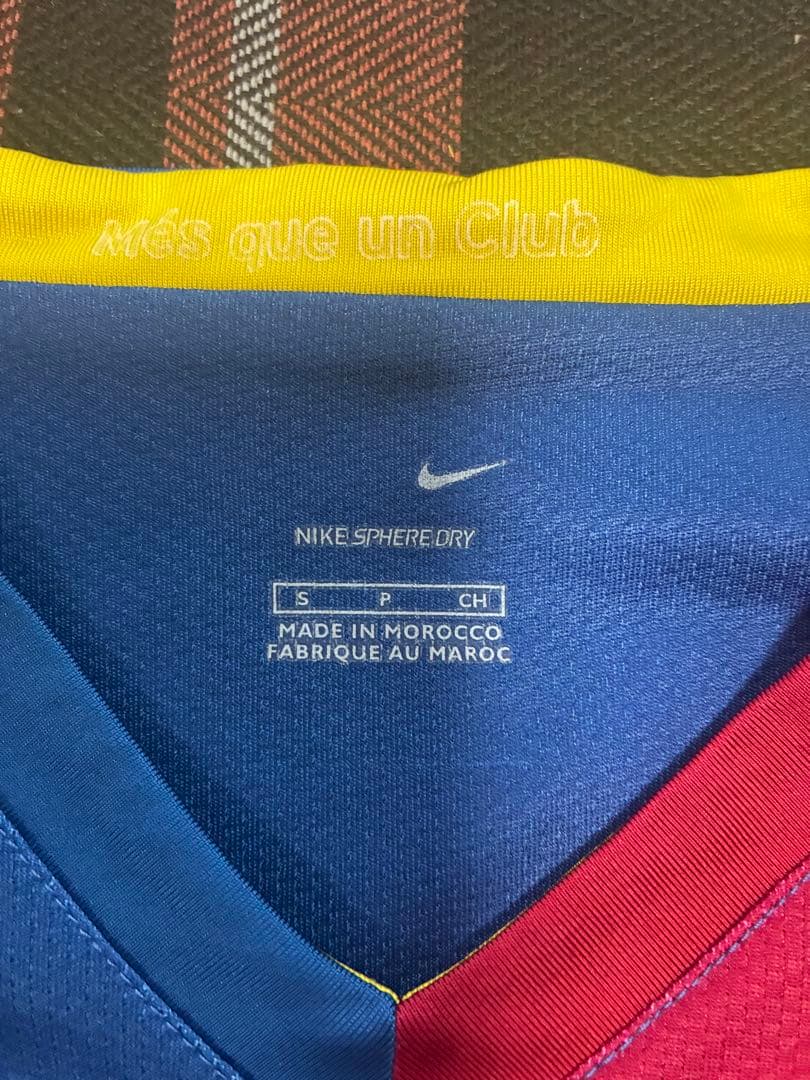 Més que un Club
NIKE SPHERE DRY
S P CH
MADE IN MOROCCO
FABRIQUE AU MAROC